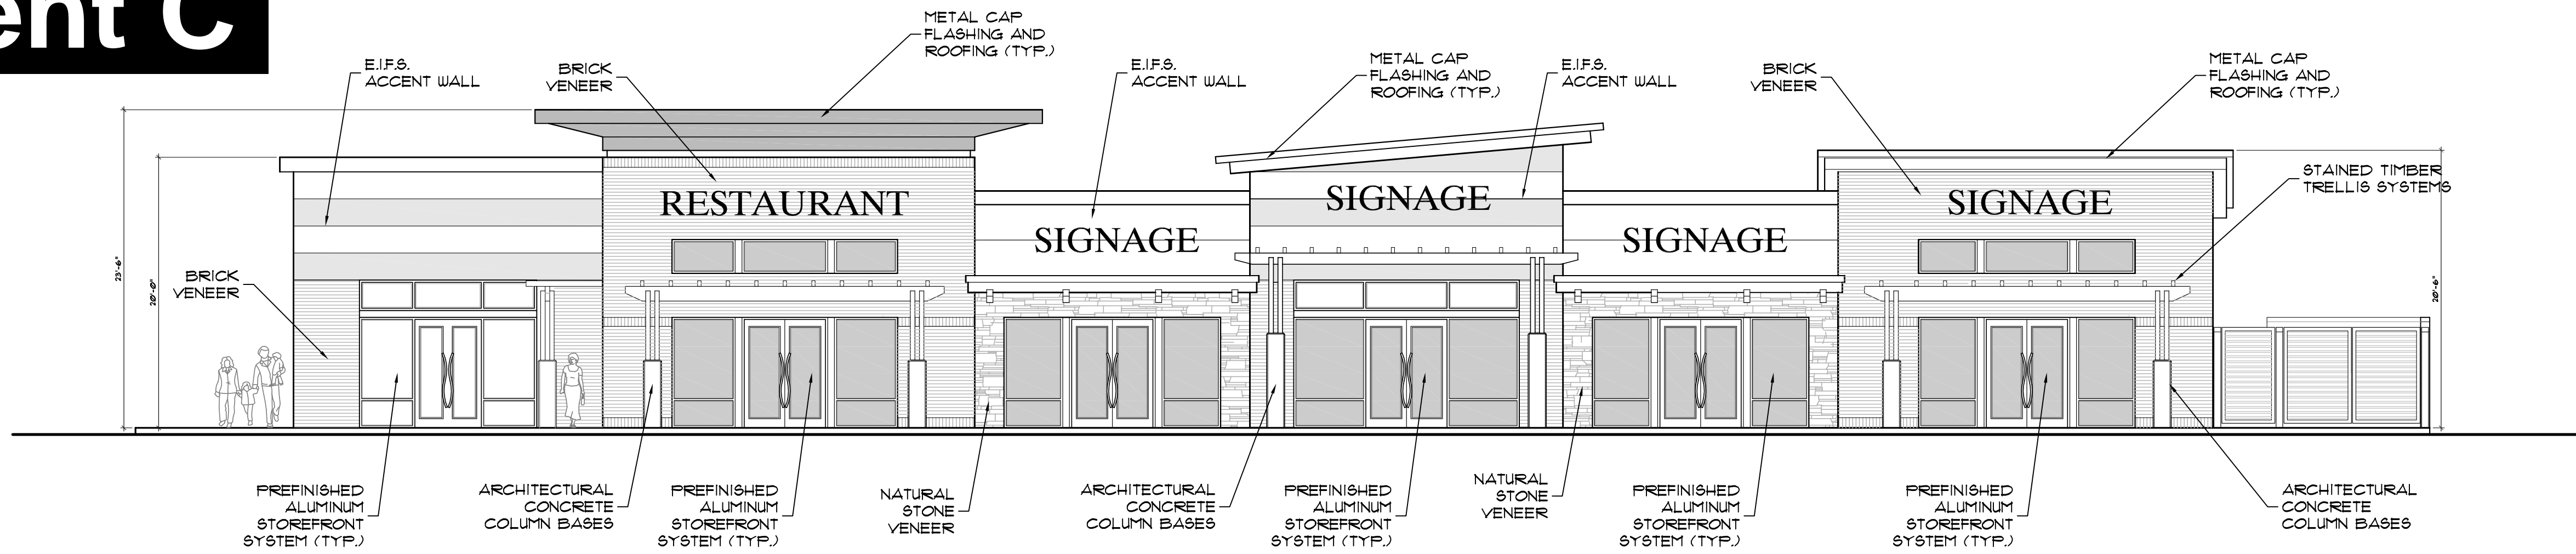 ent C
METAL CAP
FLASHING AND
ROOFING (TYP.)
E.I.F.S.
ACCENT WALL
BRICK
VENEER
E.I.F.S.
ACCENT WALL
METAL CAP
FLASHING AND
ROOFING (TYP.)
E.I.F.S.
ACCENT WALL
BRICK
VENEER
METAL CAP
FLASHING AND
ROOFING (TYP.)
STAINED TIMBER
TRELLIS SYSTEMS
RESTAURANT
SIGNAGE
SIGNAGE
SIGNAGE
SIGNAGE
23'-6"
20'-0"
20'-6"
BRICK
VENEER
PREFINISHED
ALUMINUM
STOREFRONT
SYSTEM (TYP.)
ARCHITECTURAL
CONCRETE
COLUMN BASES
PREFINISHED
ALUMINUM
STOREFRONT
SYSTEM (TYP.)
NATURAL
STONE
VENEER
ARCHITECTURAL
CONCRETE
COLUMN BASES
PREFINISHED
ALUMINUM
STOREFRONT
SYSTEM (TYP.)
NATURAL
STONE
VENEER
PREFINISHED
ALUMINUM
STOREFRONT
SYSTEM (TYP.)
PREFINISHED
ALUMINUM
STOREFRONT
SYSTEM (TYP.)
ARCHITECTURAL
CONCRETE
COLUMN BASES